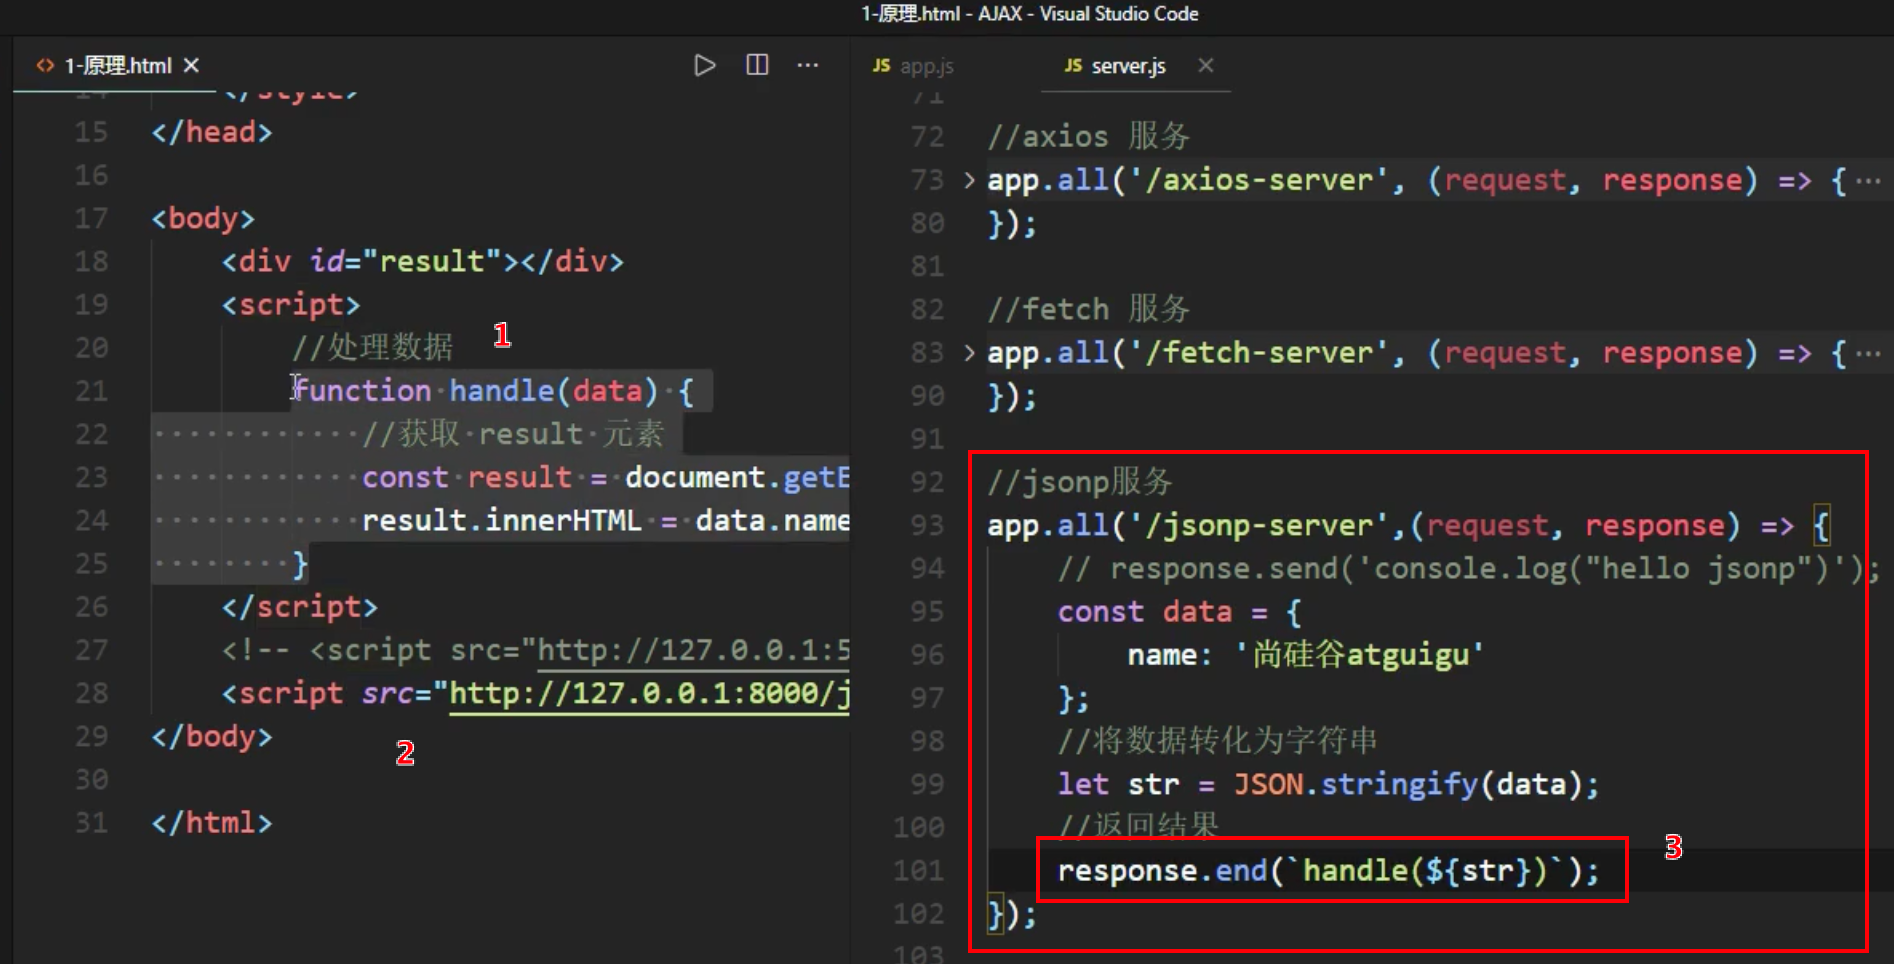 1-原理.html - AJAX - Visual Studio Code
<> 1-原理.html ×
15 </head>
16
17 <body>
18 <div id="result"></div>
19 <script>
20 //处理数据
1
21 function handle(data) {
22 //获取 result 元素
23 const result = document.getE
24 result.innerHTML = data.name
25 }
26 </script>
27 <!-- <script src="http://127.0.0.1:5
28 <script src="http://127.0.0.1:8000/j
29 </body>
2
30
31 </html>
JS app.js
JS server.js ×
71
72 //axios 服务
73 > app.all('/axios-server', (request, response) => {···
80 });
81
82 //fetch 服务
83 > app.all('/fetch-server', (request, response) => {···
90 });
91
92 //jsonp服务
93 app.all('/jsonp-server',(request, response) => {
94 // response.send('console.log("hello jsonp")');
95 const data = {
96 name: '尚硅谷atguigu'
97 };
98 //将数据转化为字符串
99 let str = JSON.stringify(data);
100 //返回结果
3
101 response.end(`handle(${str})`);
102 });
103